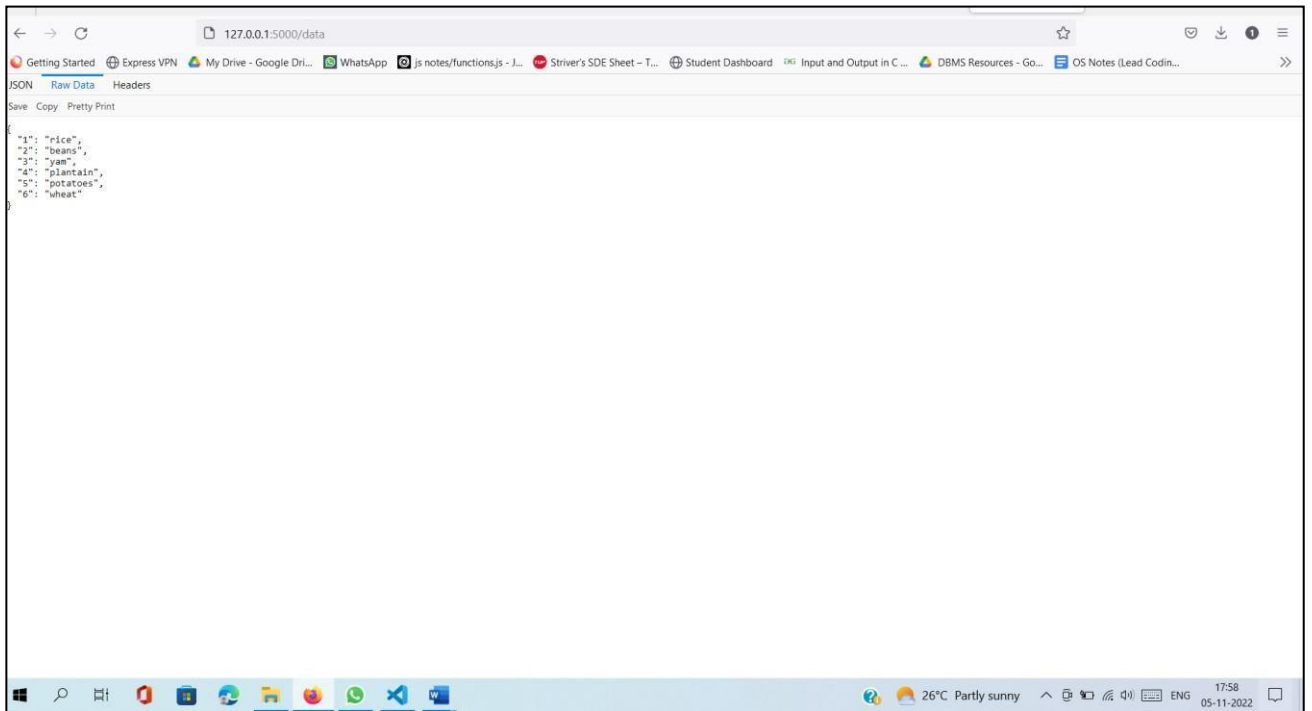 127.0.0.1:5000/data
1
Getting Started Express VPN My Drive - Google Dri... WhatsApp js notes/functions.js - J... Striver's SDE Sheet – T... Student Dashboard Input and Output in C ... DBMS Resources - Go... OS Notes (Lead Codin...
JSON Raw Data Headers
Save Copy Pretty Print
{
"1": "rice",
"2": "beans",
"3": "yam",
"4": "plantain",
"5": "potatoes",
"6": "wheat"
}
26°C Partly sunny ENG 17:58
05-11-2022